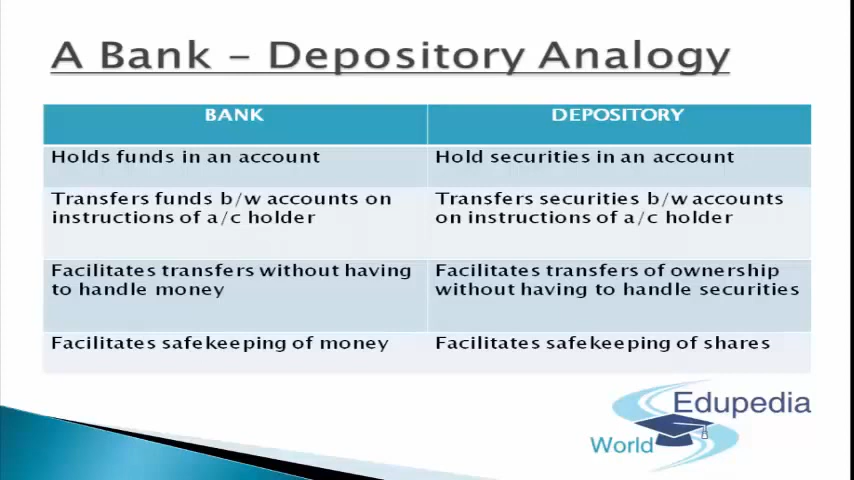 A Bank – Depository Analogy
BANK
DEPOSITORY
Holds funds in an account
Hold securities in an account
Transfers funds b/w accounts on
instructions of a/c holder
Transfers securities b/w accounts
on instructions of a/c holder
Facilitates transfers without having
to handle money
Facilitates transfers of ownership
without having to handle securities
Facilitates safekeeping of money
Facilitates safekeeping of shares
Edupedia
World